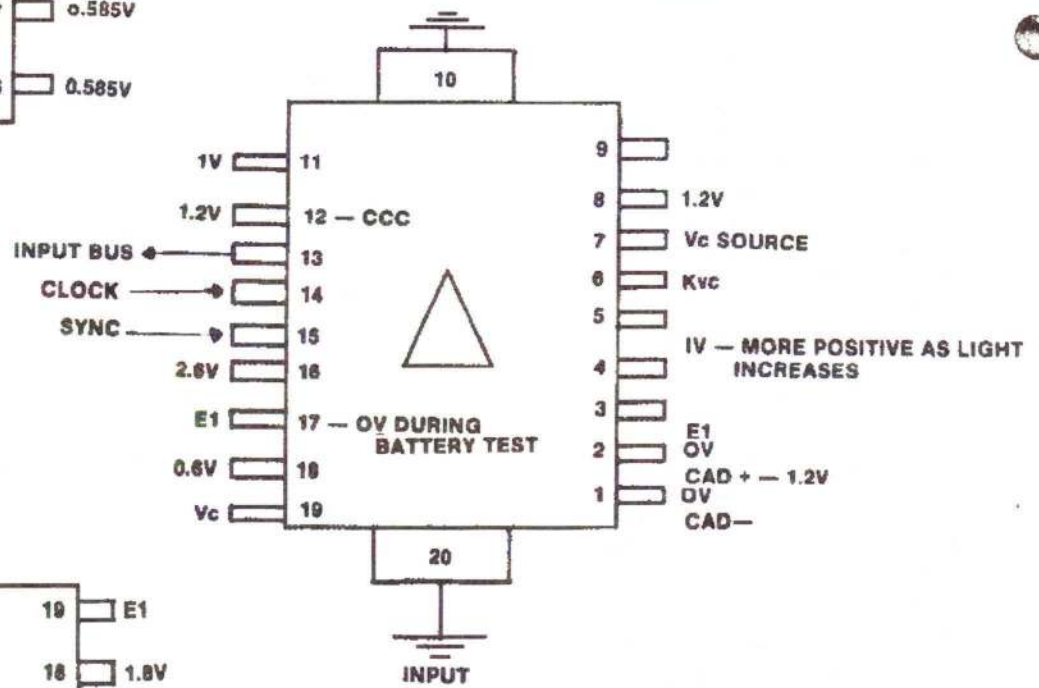 0.585V
0.585V
10
1V
11
1.2V
12 — CCC
INPUT BUS
13
CLOCK
14
SYNC
15
2.6V
16
E1
17 — OV DURING
BATTERY TEST
0.6V
18
Vc
19
9
8
1.2V
7
Vc SOURCE
6
Kvc
5
IV — MORE POSITIVE AS LIGHT
INCREASES
4
3
E1
2
OV
CAD + — 1.2V
1
OV
CAD—
20
INPUT
19
E1
18
1.8V